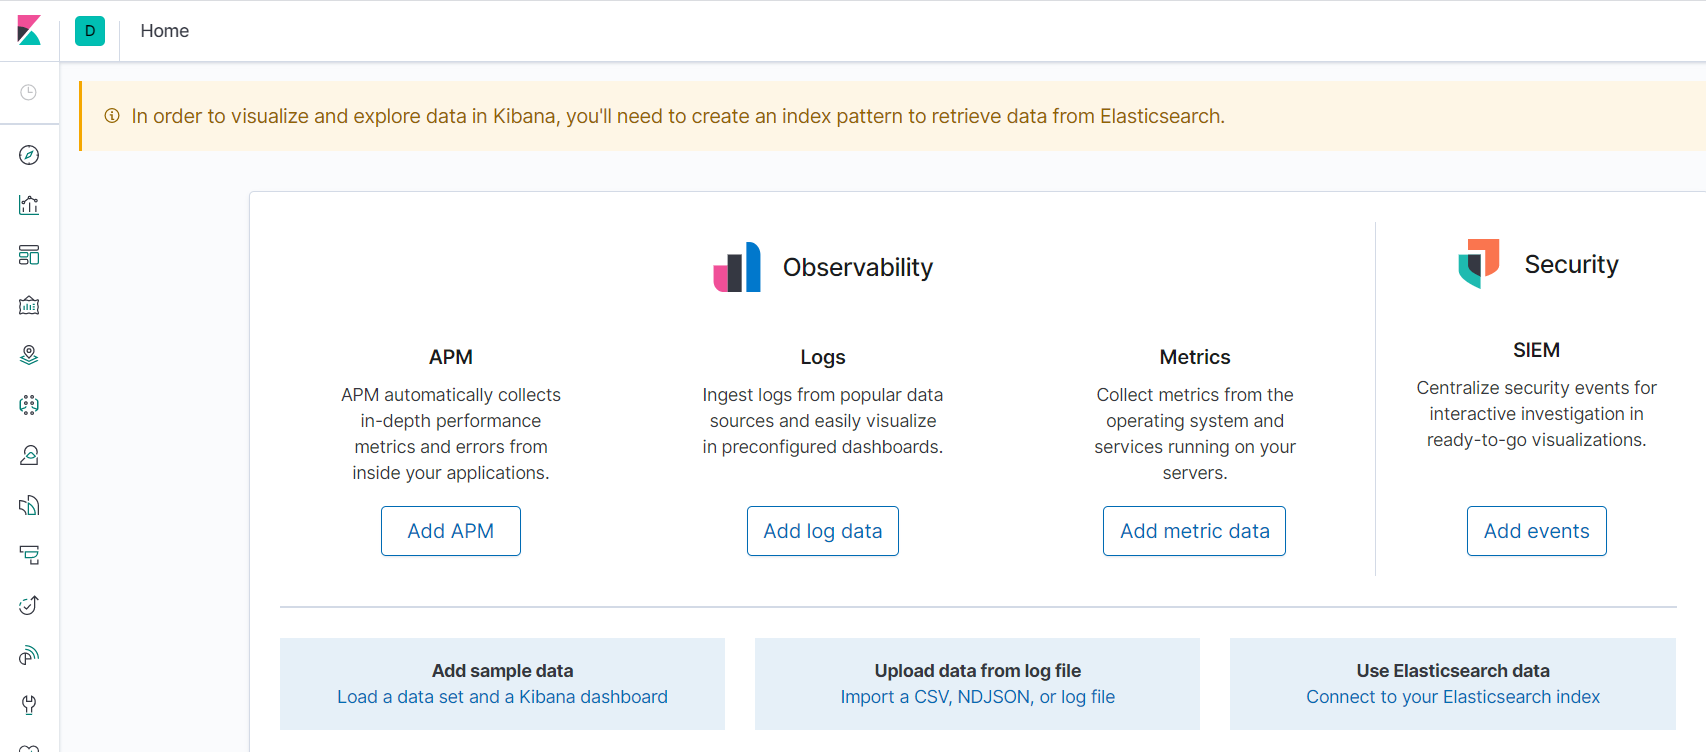 D
Home
In order to visualize and explore data in Kibana, you'll need to create an index pattern to retrieve data from Elasticsearch.
Observability
APM
APM automatically collects
in-depth performance
metrics and errors from
inside your applications.
Add APM
Logs
Ingest logs from popular data
sources and easily visualize
in preconfigured dashboards.
Add log data
Metrics
Collect metrics from the
operating system and
services running on your
servers.
Add metric data
Security
SIEM
Centralize security events for
interactive investigation in
ready-to-go visualizations.
Add events
Add sample data
Load a data set and a Kibana dashboard
Upload data from log file
Import a CSV, NDJSON, or log file
Use Elasticsearch data
Connect to your Elasticsearch index